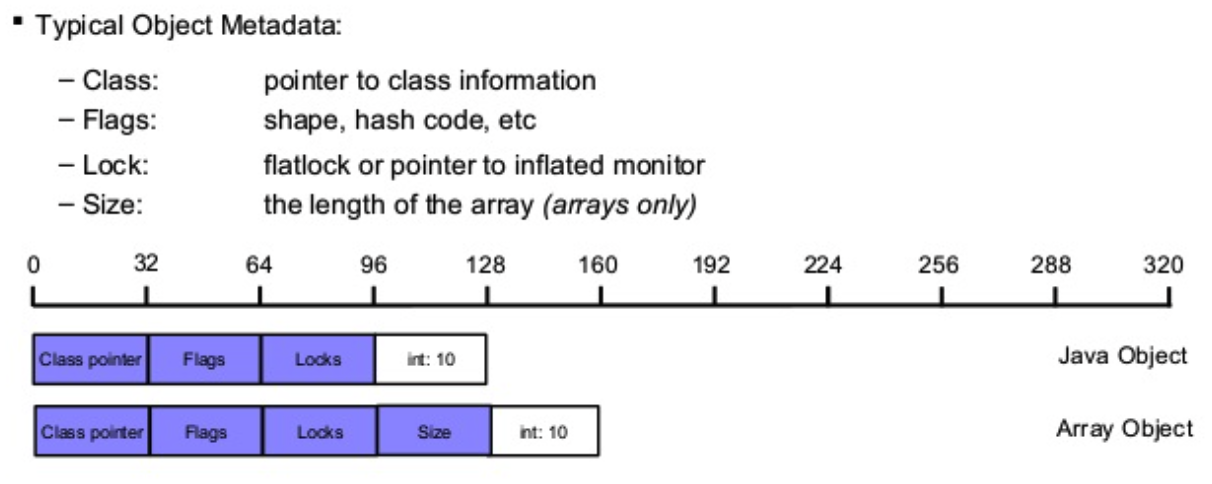 ▪ Typical Object Metadata:
– Class: pointer to class information
– Flags: shape, hash code, etc
– Lock: flatlock or pointer to inflated monitor
– Size: the length of the array (arrays only)
0 32 64 96 128 160 192 224 256 288 320
Class pointer Flags Locks int: 10 Java Object
Class pointer Flags Locks Size int: 10 Array Object